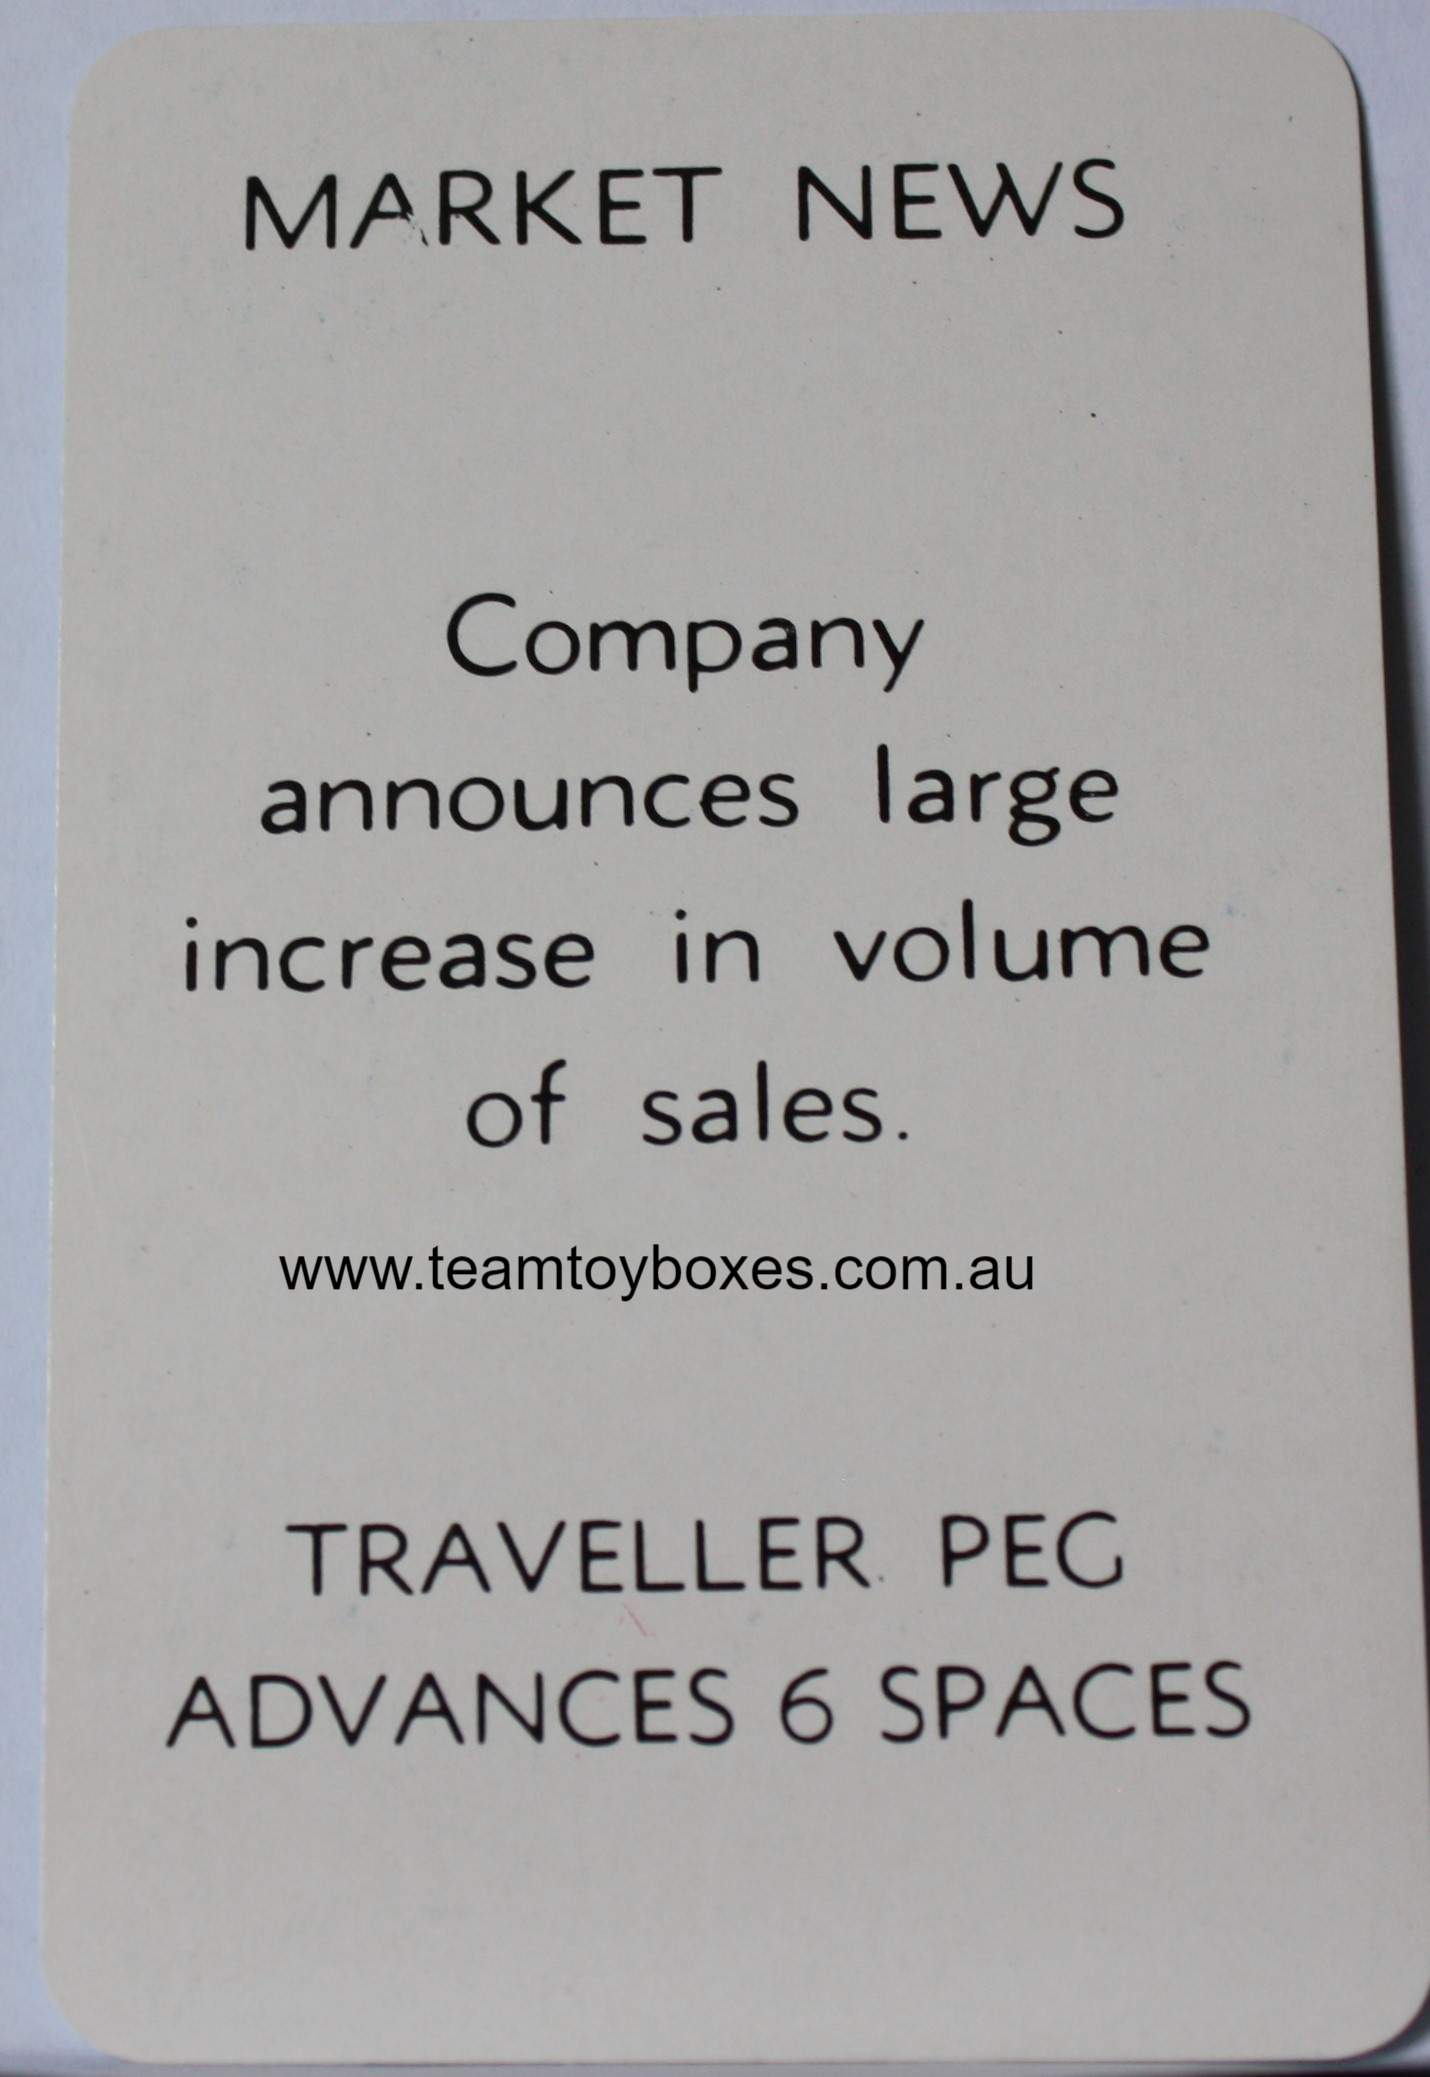 MARKET NEWS
Company
announces large
increase in volume
of sales.
www.teamtoyboxes.com.au
TRAVELLER PEG
ADVANCES 6 SPACES